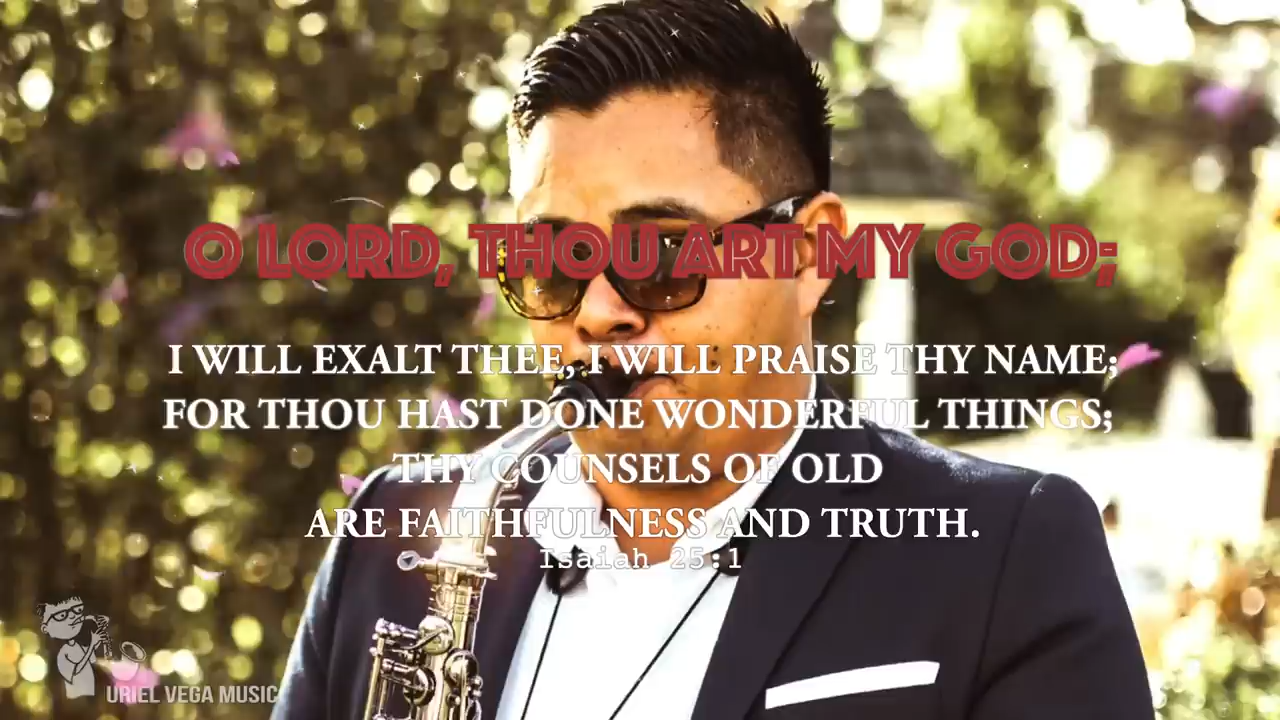 O LORD, THOU ART MY GOD;
I WILL EXALT THEE, I WILL PRAISE THY NAME;
FOR THOU HAST DONE WONDERFUL THINGS;
THY COUNSELS OF OLD
ARE FAITHFULNESS AND TRUTH.
Isaiah 25:1
URIEL VEGA MUSIC